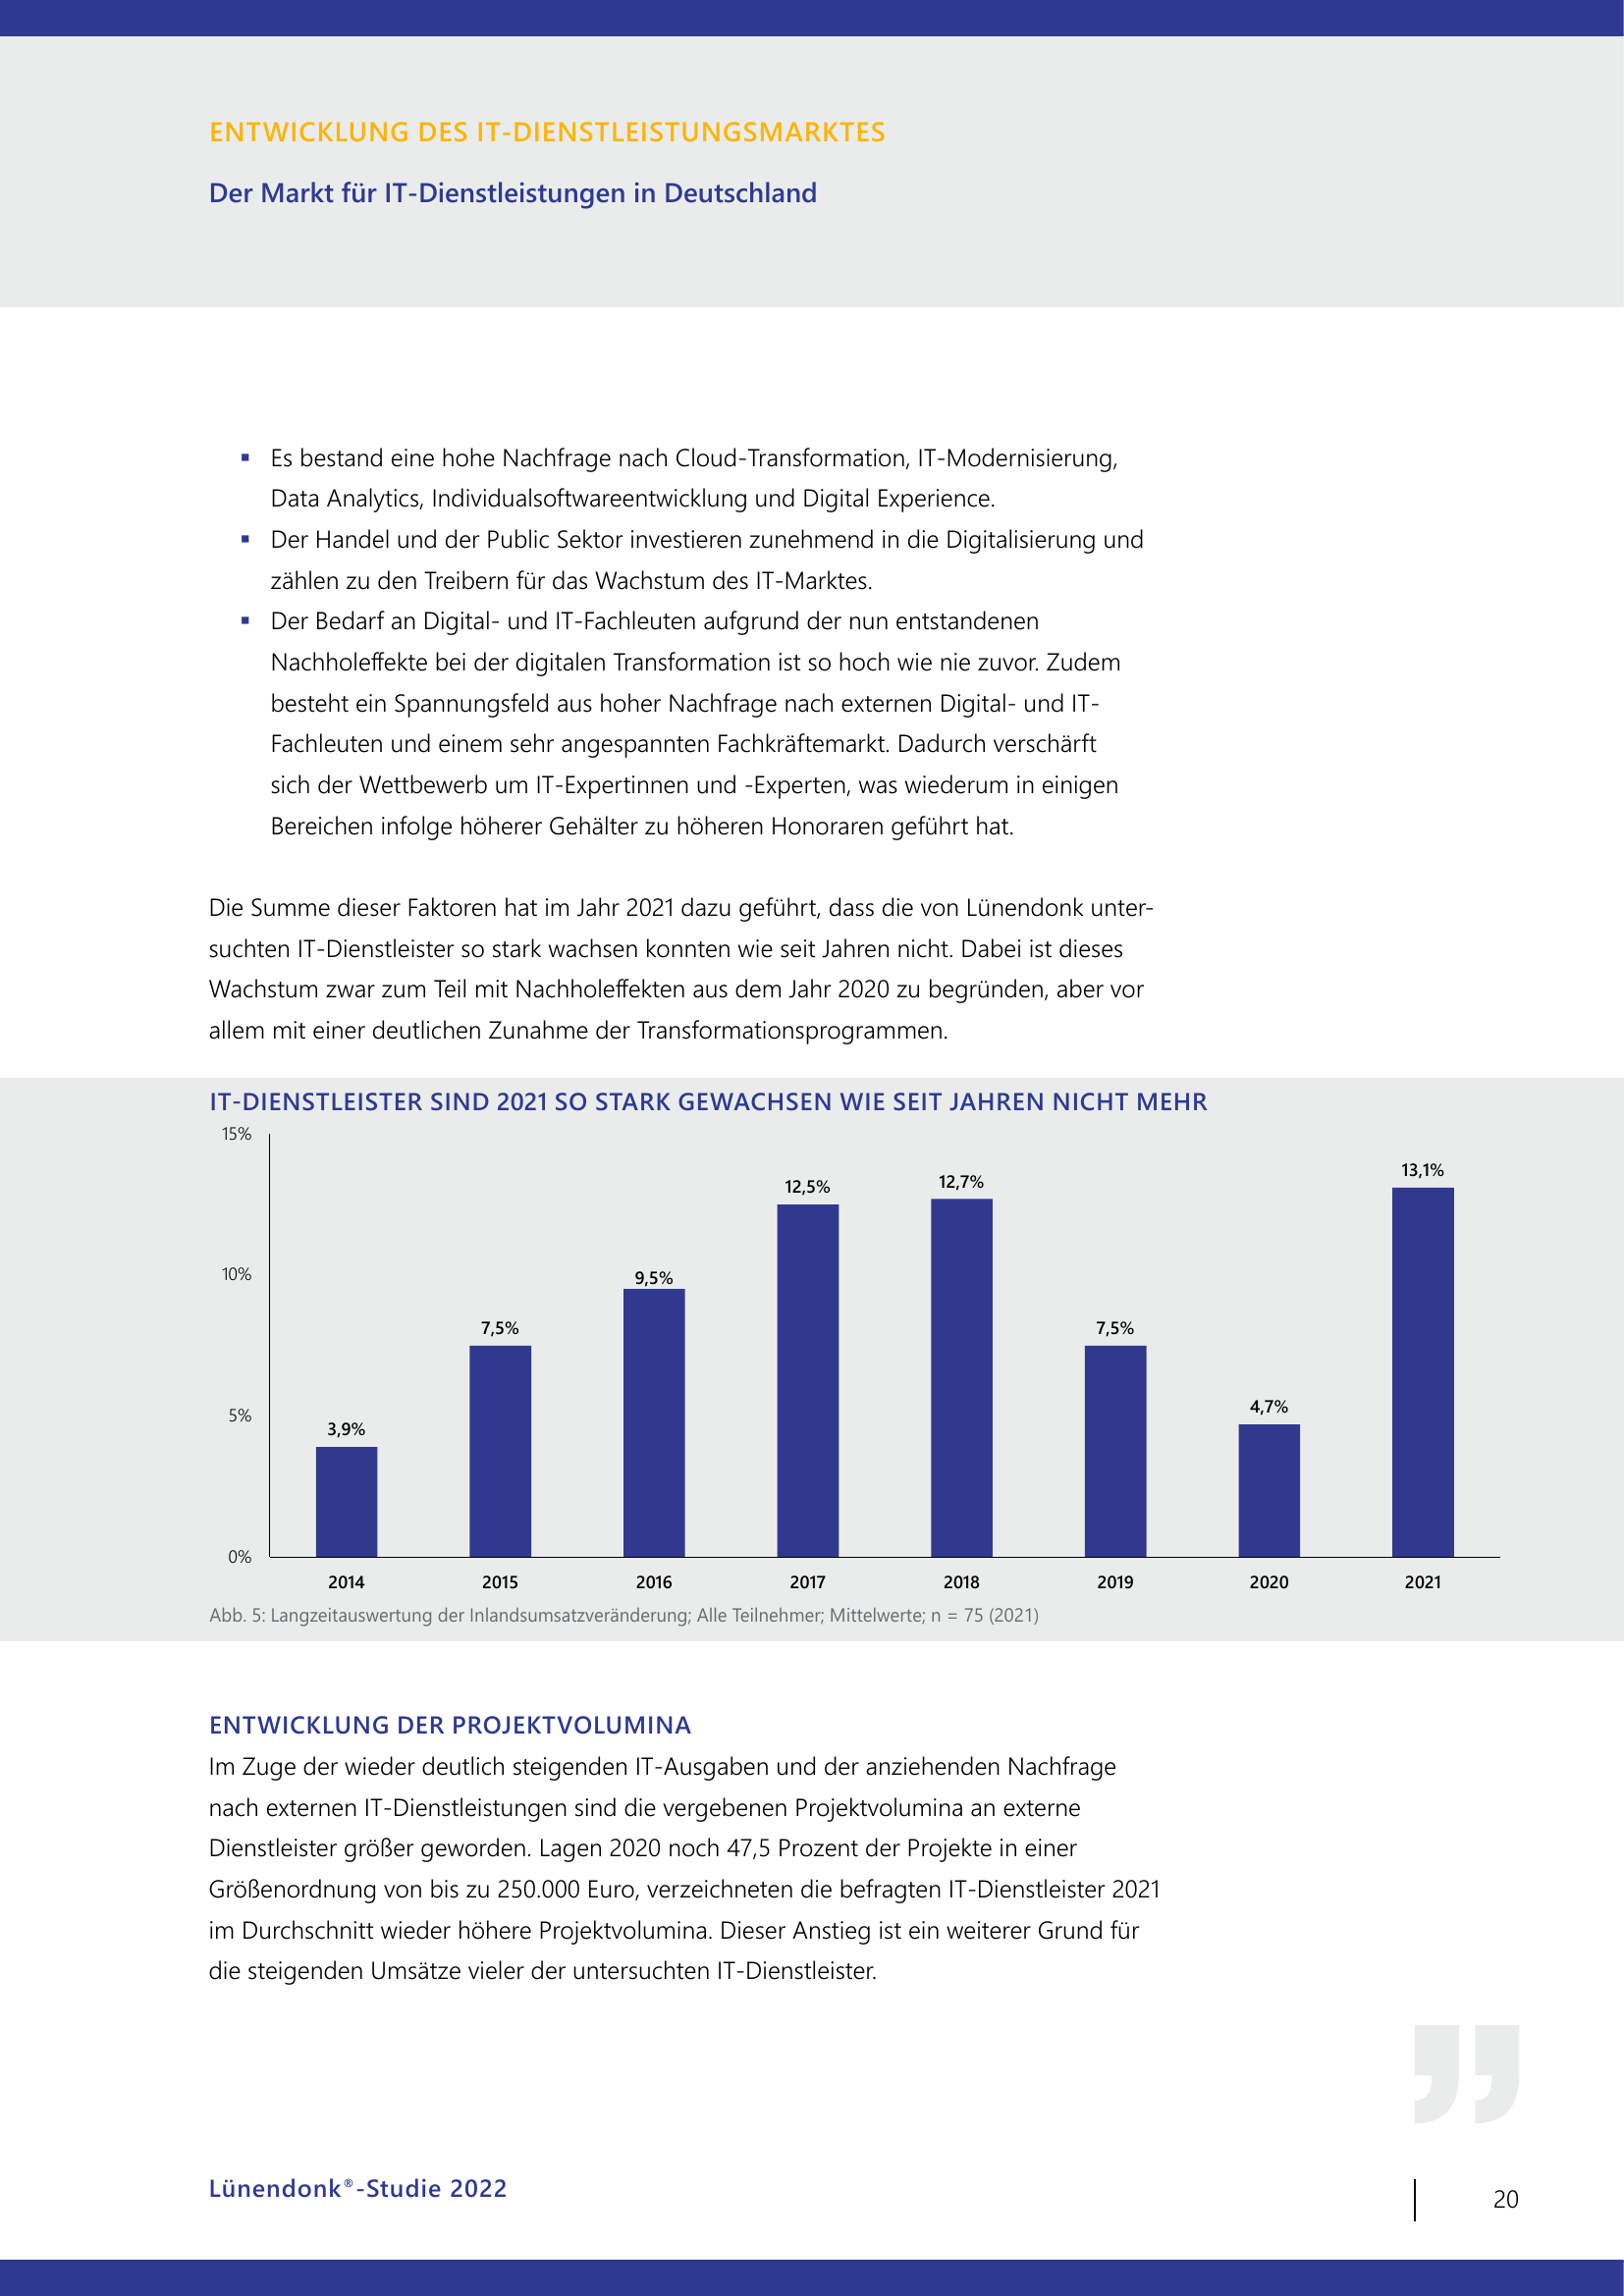 ENTWICKLUNG DES IT-DIENSTLEISTUNGSMARKTES
Der Markt für IT-Dienstleistungen in Deutschland
▪ Es bestand eine hohe Nachfrage nach Cloud-Transformation, IT-Modernisierung,
Data Analytics, Individualsoftwareentwicklung und Digital Experience.
▪ Der Handel und der Public Sektor investieren zunehmend in die Digitalisierung und
zählen zu den Treibern für das Wachstum des IT-Marktes.
▪ Der Bedarf an Digital- und IT-Fachleuten aufgrund der nun entstandenen
Nachholeffekte bei der digitalen Transformation ist so hoch wie nie zuvor. Zudem
besteht ein Spannungsfeld aus hoher Nachfrage nach externen Digital- und IT-
Fachleuten und einem sehr angespannten Fachkräftemarkt. Dadurch verschärft
sich der Wettbewerb um IT-Expertinnen und -Experten, was wiederum in einigen
Bereichen infolge höherer Gehälter zu höheren Honoraren geführt hat.
Die Summe dieser Faktoren hat im Jahr 2021 dazu geführt, dass die von Lünendonk unter-
suchten IT-Dienstleister so stark wachsen konnten wie seit Jahren nicht. Dabei ist dieses
Wachstum zwar zum Teil mit Nachholeffekten aus dem Jahr 2020 zu begründen, aber vor
allem mit einer deutlichen Zunahme der Transformationsprogrammen.
IT-DIENSTLEISTER SIND 2021 SO STARK GEWACHSEN WIE SEIT JAHREN NICHT MEHR
15%
10%
5%
0%
3,9%
7,5%
9,5%
12,5%
12,7%
7,5%
4,7%
13,1%
2014 2015 2016 2017 2018 2019 2020 2021
Abb. 5: Langzeitauswertung der Inlandsumsatzveränderung; Alle Teilnehmer; Mittelwerte; n = 75 (2021)
ENTWICKLUNG DER PROJEKTVOLUMINA
Im Zuge der wieder deutlich steigenden IT-Ausgaben und der anziehenden Nachfrage
nach externen IT-Dienstleistungen sind die vergebenen Projektvolumina an externe
Dienstleister größer geworden. Lagen 2020 noch 47,5 Prozent der Projekte in einer
Größenordnung von bis zu 250.000 Euro, verzeichneten die befragten IT-Dienstleister 2021
im Durchschnitt wieder höhere Projektvolumina. Dieser Anstieg ist ein weiterer Grund für
die steigenden Umsätze vieler der untersuchten IT-Dienstleister.
Lünendonk®-Studie 2022
20